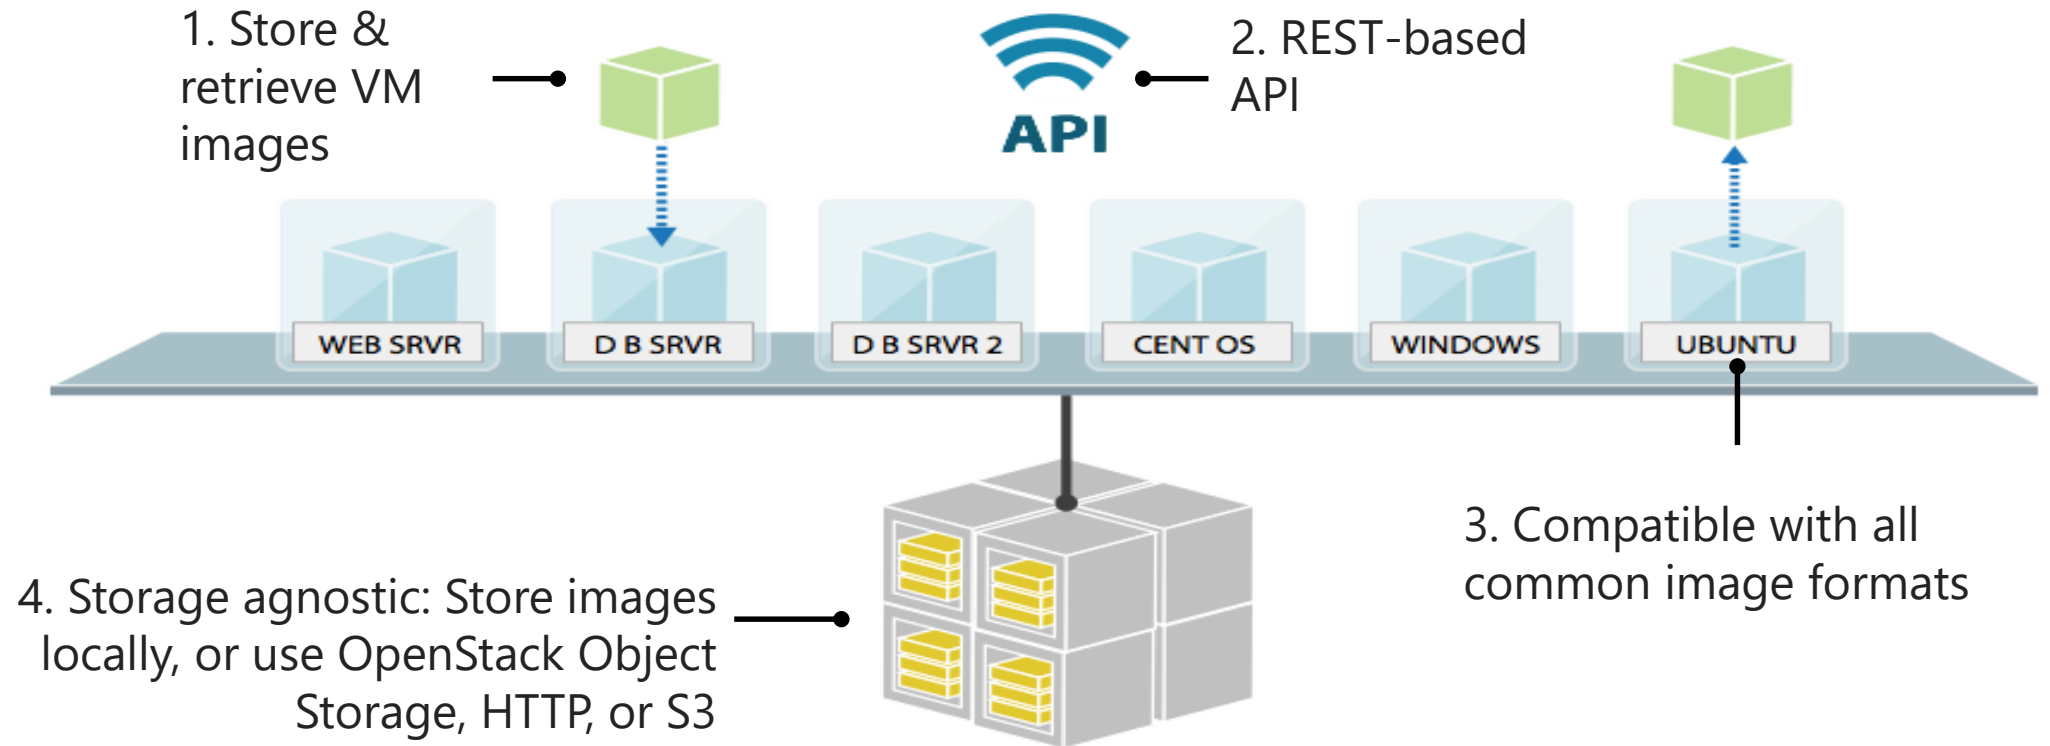 1. Store &
retrieve VM
images
API
2. REST-based
API
WEB SRVR
D B SRVR
D B SRVR 2
CENT OS
WINDOWS
UBUNTU
3. Compatible with all
common image formats
4. Storage agnostic: Store images
locally, or use OpenStack Object
Storage, HTTP, or S3